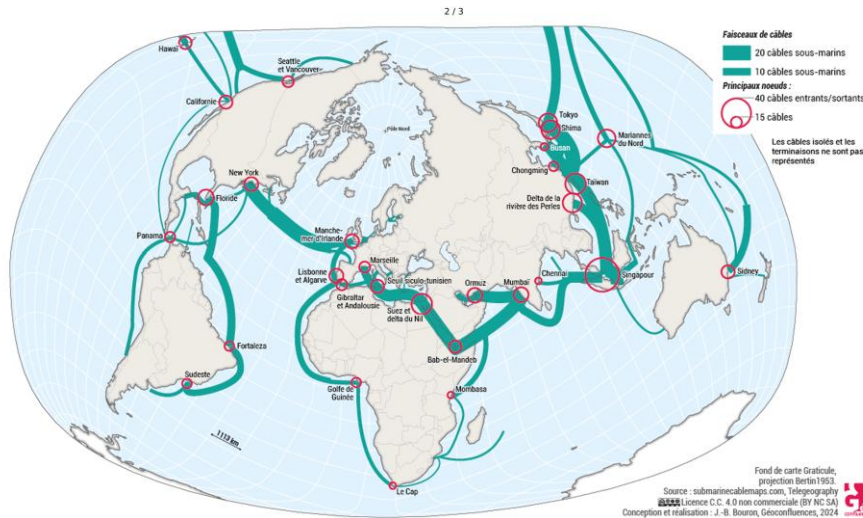 2 / 3
Hawaï
Seattle
et Vancouver
Californie
Pôle Nord
Tokyo
Shima
Busan
Mariannes
du Nord
Chongming
Taiwan
Delta de la
rivière des Perles
New York
Floride
Panama
Manche-
mer d'Irlande
Marseille
Lisbonne
et Algarve
Seuil siculo-tunisien
Gibraltar
et Andalousie
Suez et
delta du Nil
Ormuz
Mumbaï
Chennai
Singapour
Sidney
Bab-el-Mandeb
Fortaleza
Sudeste
Golfe de
Guinée
Mombasa
Le Cap
1113 km
Faisceaux de câbles
20 câbles sous-marins
10 câbles sous-marins
Principaux noeuds :
40 câbles entrants/sortants
15 câbles
Les câbles isolés et les
terminaisons ne sont pas
représentés
Fond de carte Graticule,
projection Bertin1953.
Source : submarinecablemaps.com, Telegeography
Licence C.C. 4.0 non commerciale (BY NC SA)
Conception et réalisation : J.-B. Bouron, Géoconfluences, 2024